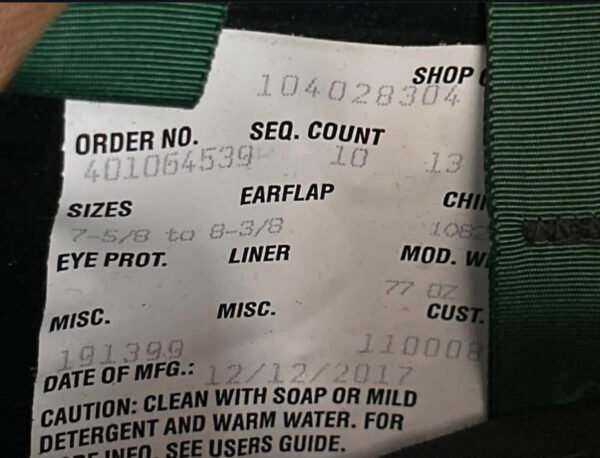 SHOP
104028304
ORDER NO. SEQ. COUNT
401064539 10 13
SIZES EARFLAP
7-5/8 to 8-3/8
EYE PROT. LINER MOD.
77 OZ
MISC. MISC. CUST.
191399 110008
DATE OF MFG.: 12/12/2017
CAUTION: CLEAN WITH SOAP OR MILD
DETERGENT AND WARM WATER. FOR
INFO, SEE USERS GUIDE.